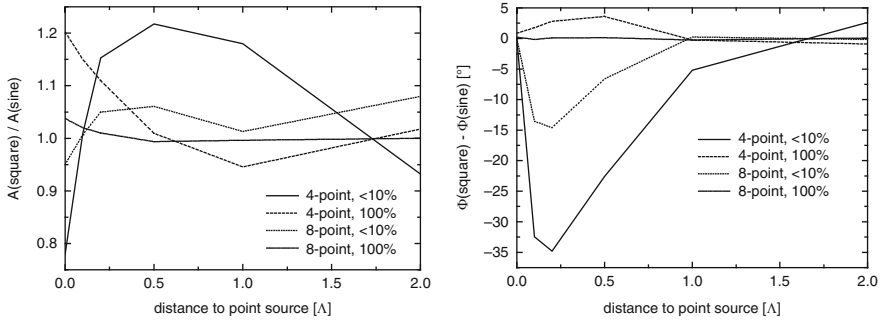 1.2
1.1
1.0
0.9
0.8
A(square) / A(sine)
4-point, <10%
4-point, 100%
8-point, <10%
8-point, 100%
0.0 0.5 1.0 1.5 2.0
distance to point source [Λ]
5
0
−5
−10
−15
−20
−25
−30
−35
Φ(square) - Φ(sine) [°]
4-point, <10%
4-point, 100%
8-point, <10%
8-point, 100%
0.0 0.5 1.0 1.5 2.0
distance to point source [Λ]